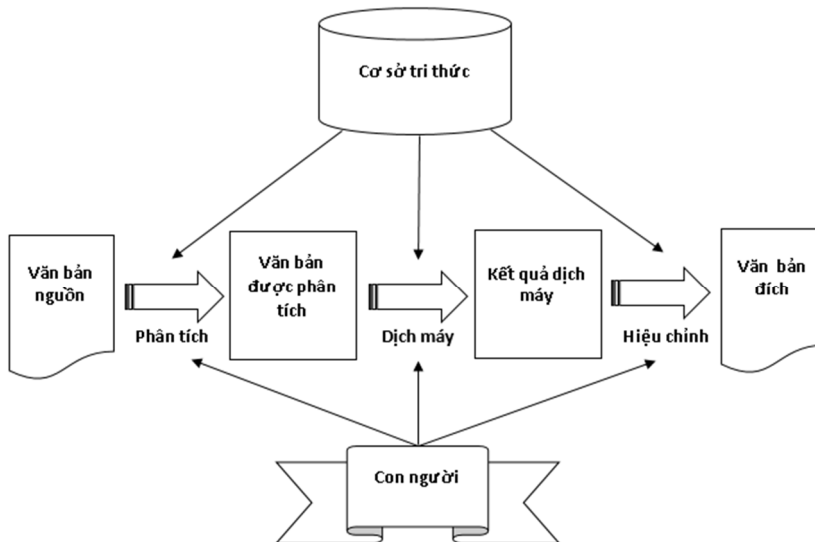 Cơ sở tri thức
Văn bản
nguồn
Phân tích
Văn bản
được phân
tích
Dịch máy
Kết quả dịch
máy
Hiệu chỉnh
Văn bản
đích
Con người